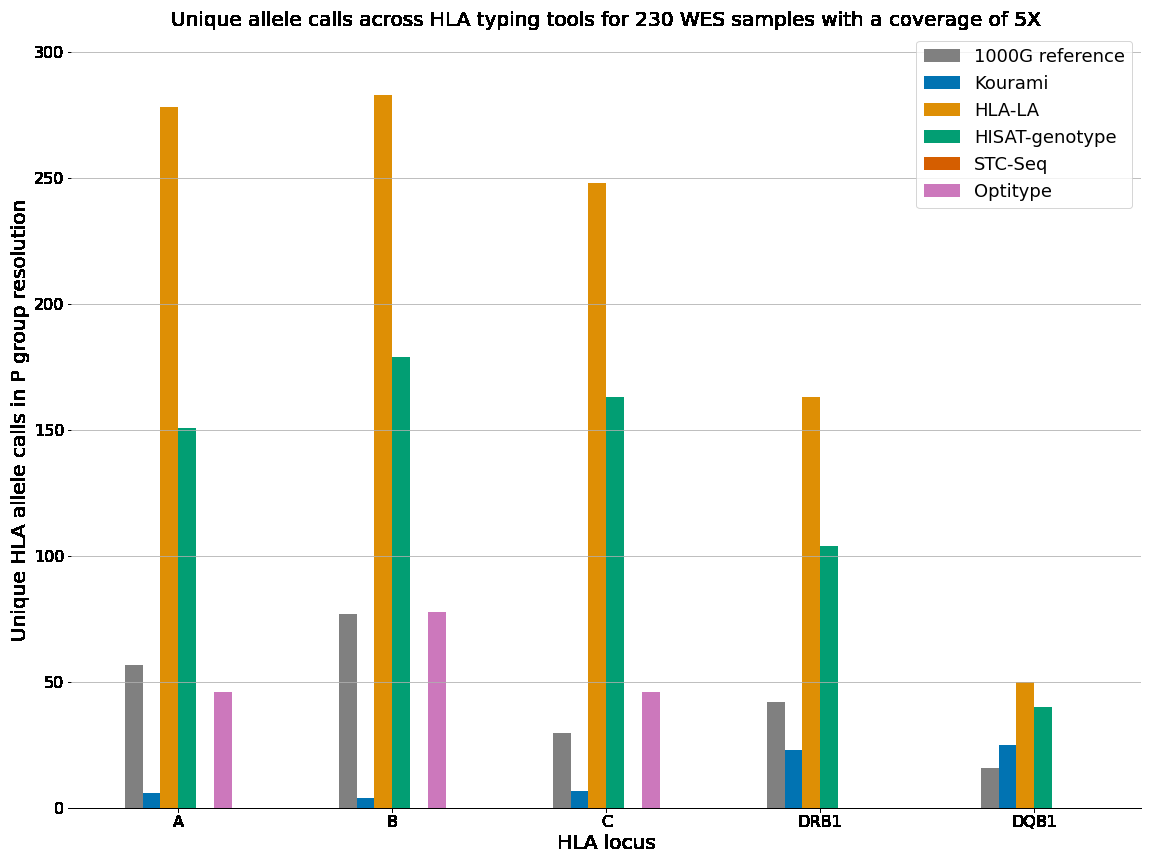 Unique allele calls across HLA typing tools for 230 WES samples with a coverage of 5X
Unique HLA allele calls in P group resolution
300
250
200
150
100
50
0
1000G reference
Kourami
HLA-LA
HISAT-genotype
STC-Seq
Optitype
A
B
C
DRB1
DQB1
HLA locus